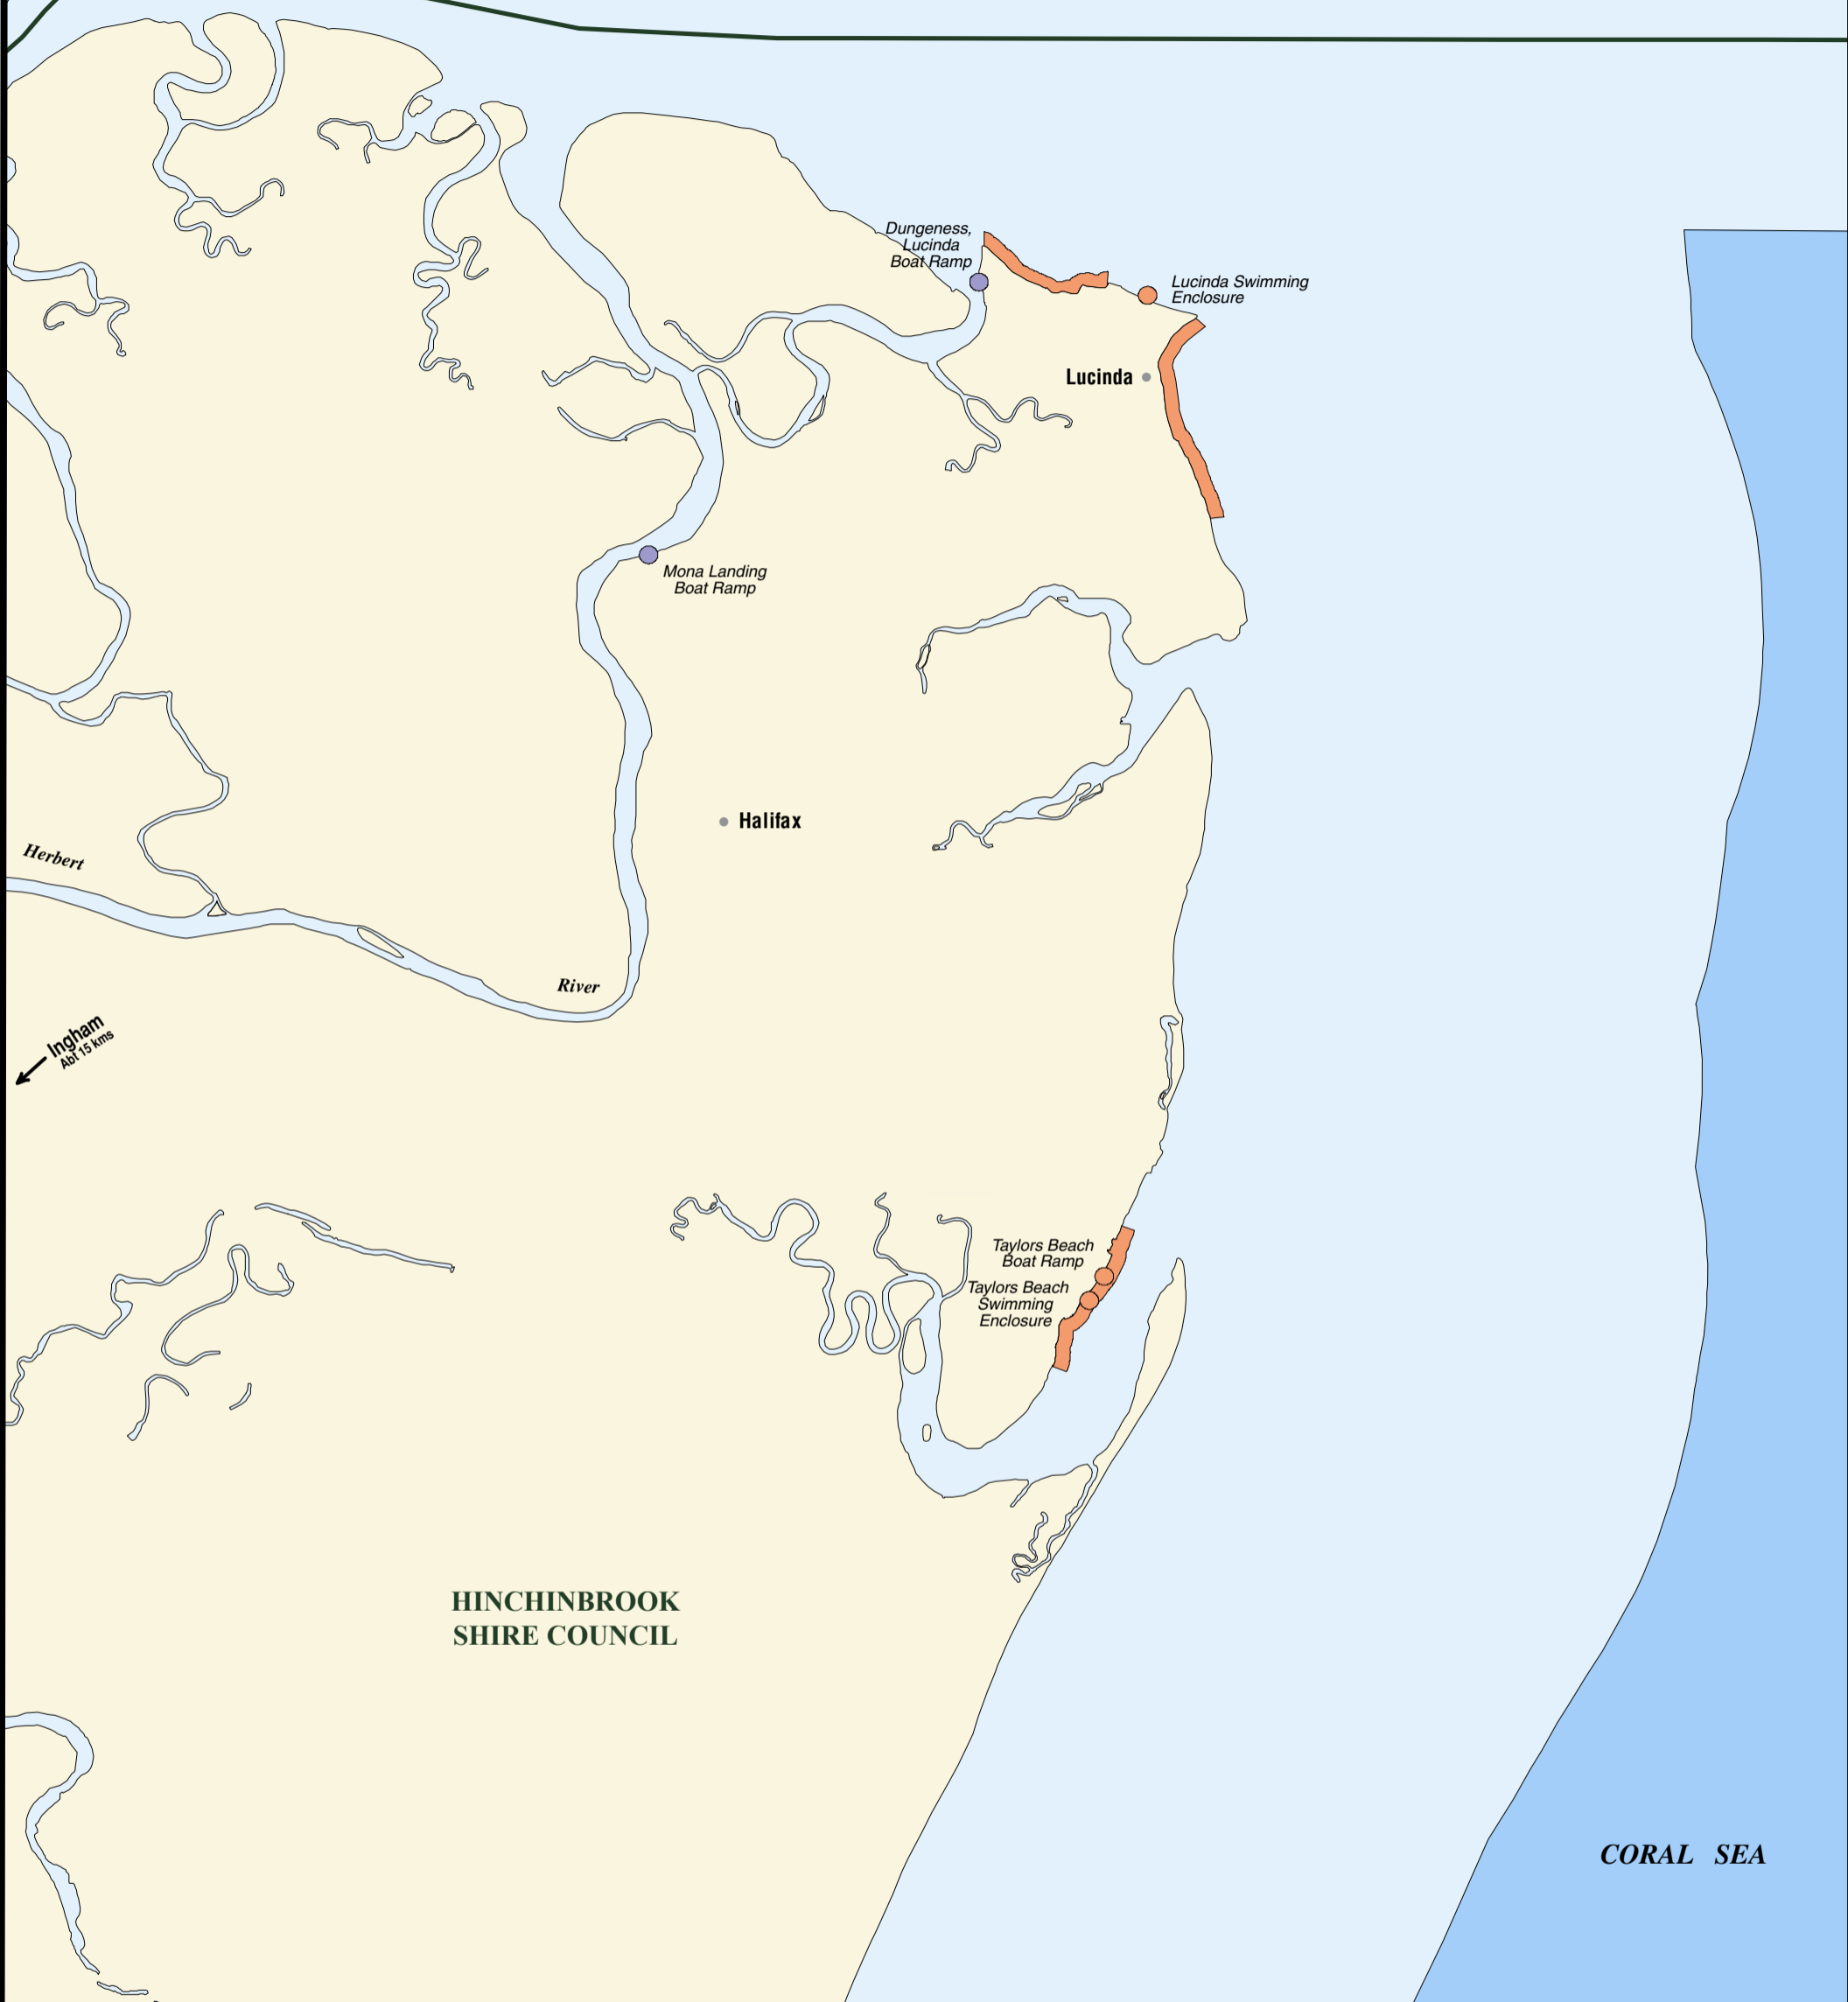 Dungeness,
Lucinda
Boat Ramp
Lucinda Swimming
Enclosure
Lucinda
Mona Landing
Boat Ramp
Halifax
Herbert
River
Ingham
Abt 15 kms
Taylors Beach
Boat Ramp
Taylors Beach
Swimming
Enclosure
HINCHINBROOK
SHIRE COUNCIL
CORAL SEA